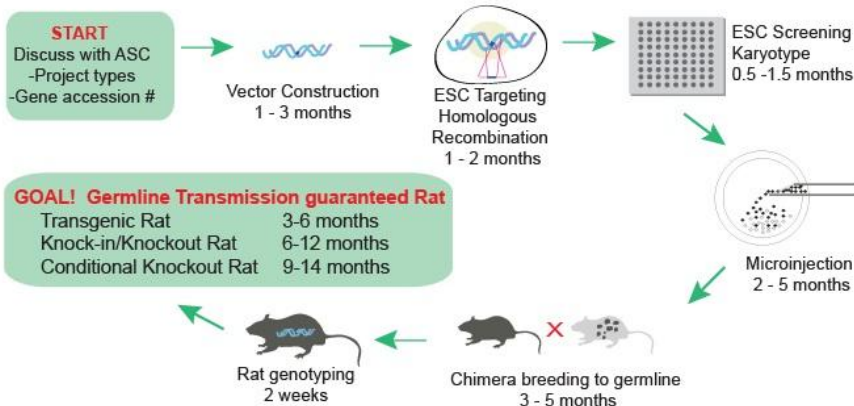 START
Discuss with ASC
-Project types
-Gene accession #
Vector Construction
1 - 3 months
ESC Targeting
Homologous
Recombination
1 - 2 months
ESC Screening
Karyotype
0.5 -1.5 months
Microinjection
2 - 5 months
Chimera breeding to germline
3 - 5 months
X
Rat genotyping
2 weeks
GOAL! Germline Transmission guaranteed Rat
Transgenic Rat 3-6 months
Knock-in/Knockout Rat 6-12 months
Conditional Knockout Rat 9-14 months